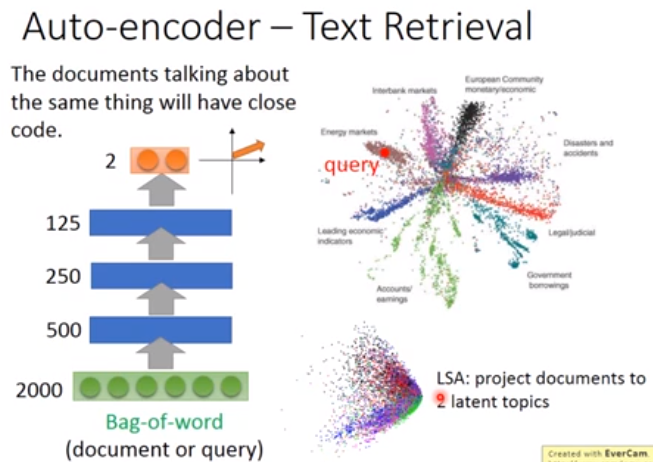 Auto-encoder – Text Retrieval
The documents talking about
the same thing will have close
code.
2
125
250
500
2000
Bag-of-word
(document or query)
Interbank markets
European Community
monetary/economic
Energy markets
query
Disasters and
accidents
Leading economic
indicators
Legal/judicial
Government
borrowings
Accounts/
earnings
LSA: project documents to
2 latent topics
Created with EverCam.